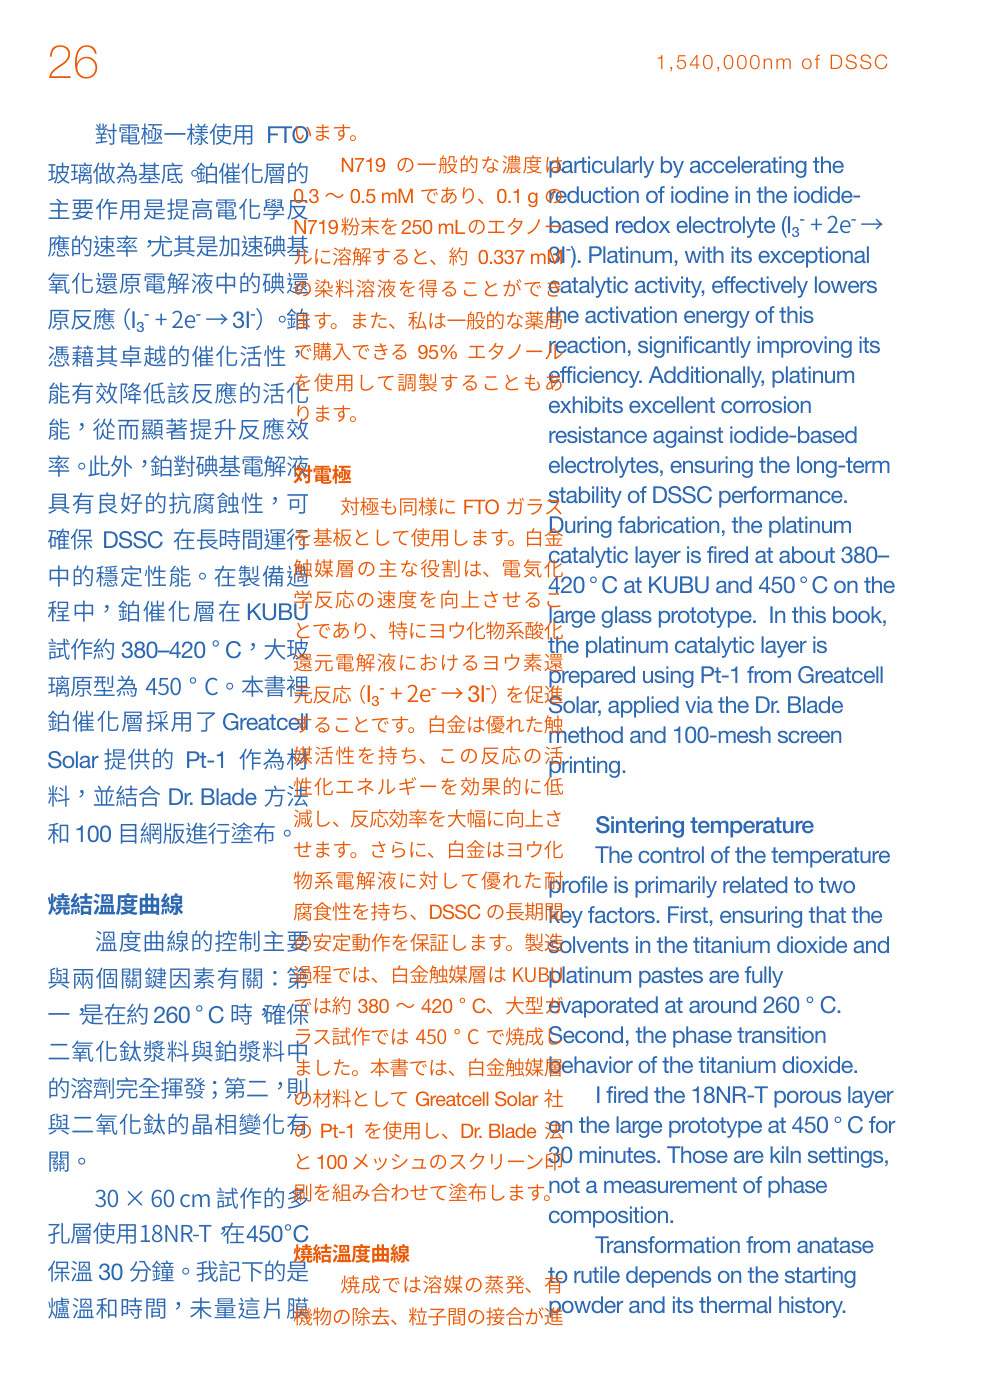 26
1,540,000nm of DSSC
對電極一樣使用 FTO
玻璃做為基底。鉑催化層的
主要作用是提高電化學反
應的速率，尤其是加速碘基
氧化還原電解液中的碘還
原反應（I₃⁻ + 2e⁻ → 3I⁻）。鉑
憑藉其卓越的催化活性，
能有效降低該反應的活化
能，從而顯著提升反應效
率。此外，鉑對碘基電解液
具有良好的抗腐蝕性，可
確保 DSSC 在長時間運行
中的穩定性能。在製備過
程中，鉑催化層在 KUBU
試作約 380–420 ° C，大玻
璃原型為 450 ° C。本書裡
鉑催化層採用了 Greatcell
Solar 提供的 Pt-1 作為材
料，並結合 Dr. Blade 方法
和 100 目網版進行塗布。
燒結溫度曲線
溫度曲線的控制主要
與兩個關鍵因素有關：第
一，是在約 260 ° C 時，確保
二氧化鈦漿料與鉑漿料中
的溶劑完全揮發；第二，則
與二氧化鈦的晶相變化有
關。
30 × 60 cm 試作的多
孔層使用18NR-T，在450°C
保溫 30 分鐘。我記下的是
爐溫和時間，未量這片膜
います。
N719 の一般的な濃度は
0.3 ～ 0.5 mM であり、0.1 g の
N719 粉末を 250 mLのエタノー
ルに溶解すると、約 0.337 mM
の染料溶液を得ることができ
ます。また、私は一般的な薬局
で購入できる 95% エタノール
を使用して調製することもあ
ります。
対電極
対極も同様に FTO ガラス
を基板として使用します。白金
触媒層の主な役割は、電気化
学反応の速度を向上させるこ
とであり、特にヨウ化物系酸化
還元電解液におけるヨウ素還
元反応（I₃⁻ + 2e⁻ → 3I⁻）を促進
することです。白金は優れた触
媒活性を持ち、この反応の活
性化エネルギーを効果的に低
減し、反応効率を大幅に向上さ
せます。さらに、白金はヨウ化
物系電解液に対して優れた耐
腐食性を持ち、DSSC の長期間
の安定動作を保証します。製造
過程では、白金触媒層は KUBU
では約 380 ～ 420 ° C、大型ガ
ラス試作では 450 ° C で焼成し
ました。本書では、白金触媒層
の材料として Greatcell Solar 社
の Pt-1 を使用し、Dr. Blade 法
と 100 メッシュのスクリーン印
刷を組み合わせて塗布します。
燒結溫度曲線
焼成では溶媒の蒸発、有
機物の除去、粒子間の接合が進
particularly by accelerating the
reduction of iodine in the iodide-
based redox electrolyte (I₃⁻ + 2e⁻ →
3I⁻). Platinum, with its exceptional
catalytic activity, effectively lowers
the activation energy of this
reaction, significantly improving its
efficiency. Additionally, platinum
exhibits excellent corrosion
resistance against iodide-based
electrolytes, ensuring the long-term
stability of DSSC performance.
During fabrication, the platinum
catalytic layer is fired at about 380–
420 ° C at KUBU and 450 ° C on the
large glass prototype.  In this book,
the platinum catalytic layer is
prepared using Pt-1 from Greatcell
Solar, applied via the Dr. Blade
method and 100-mesh screen
printing.
Sintering temperature
The control of the temperature
profile is primarily related to two
key factors. First, ensuring that the
solvents in the titanium dioxide and
platinum pastes are fully
evaporated at around 260 ° C.
Second, the phase transition
behavior of the titanium dioxide.
I fired the 18NR-T porous layer
on the large prototype at 450 ° C for
30 minutes. Those are kiln settings,
not a measurement of phase
composition.
Transformation from anatase
to rutile depends on the starting
powder and its thermal history.